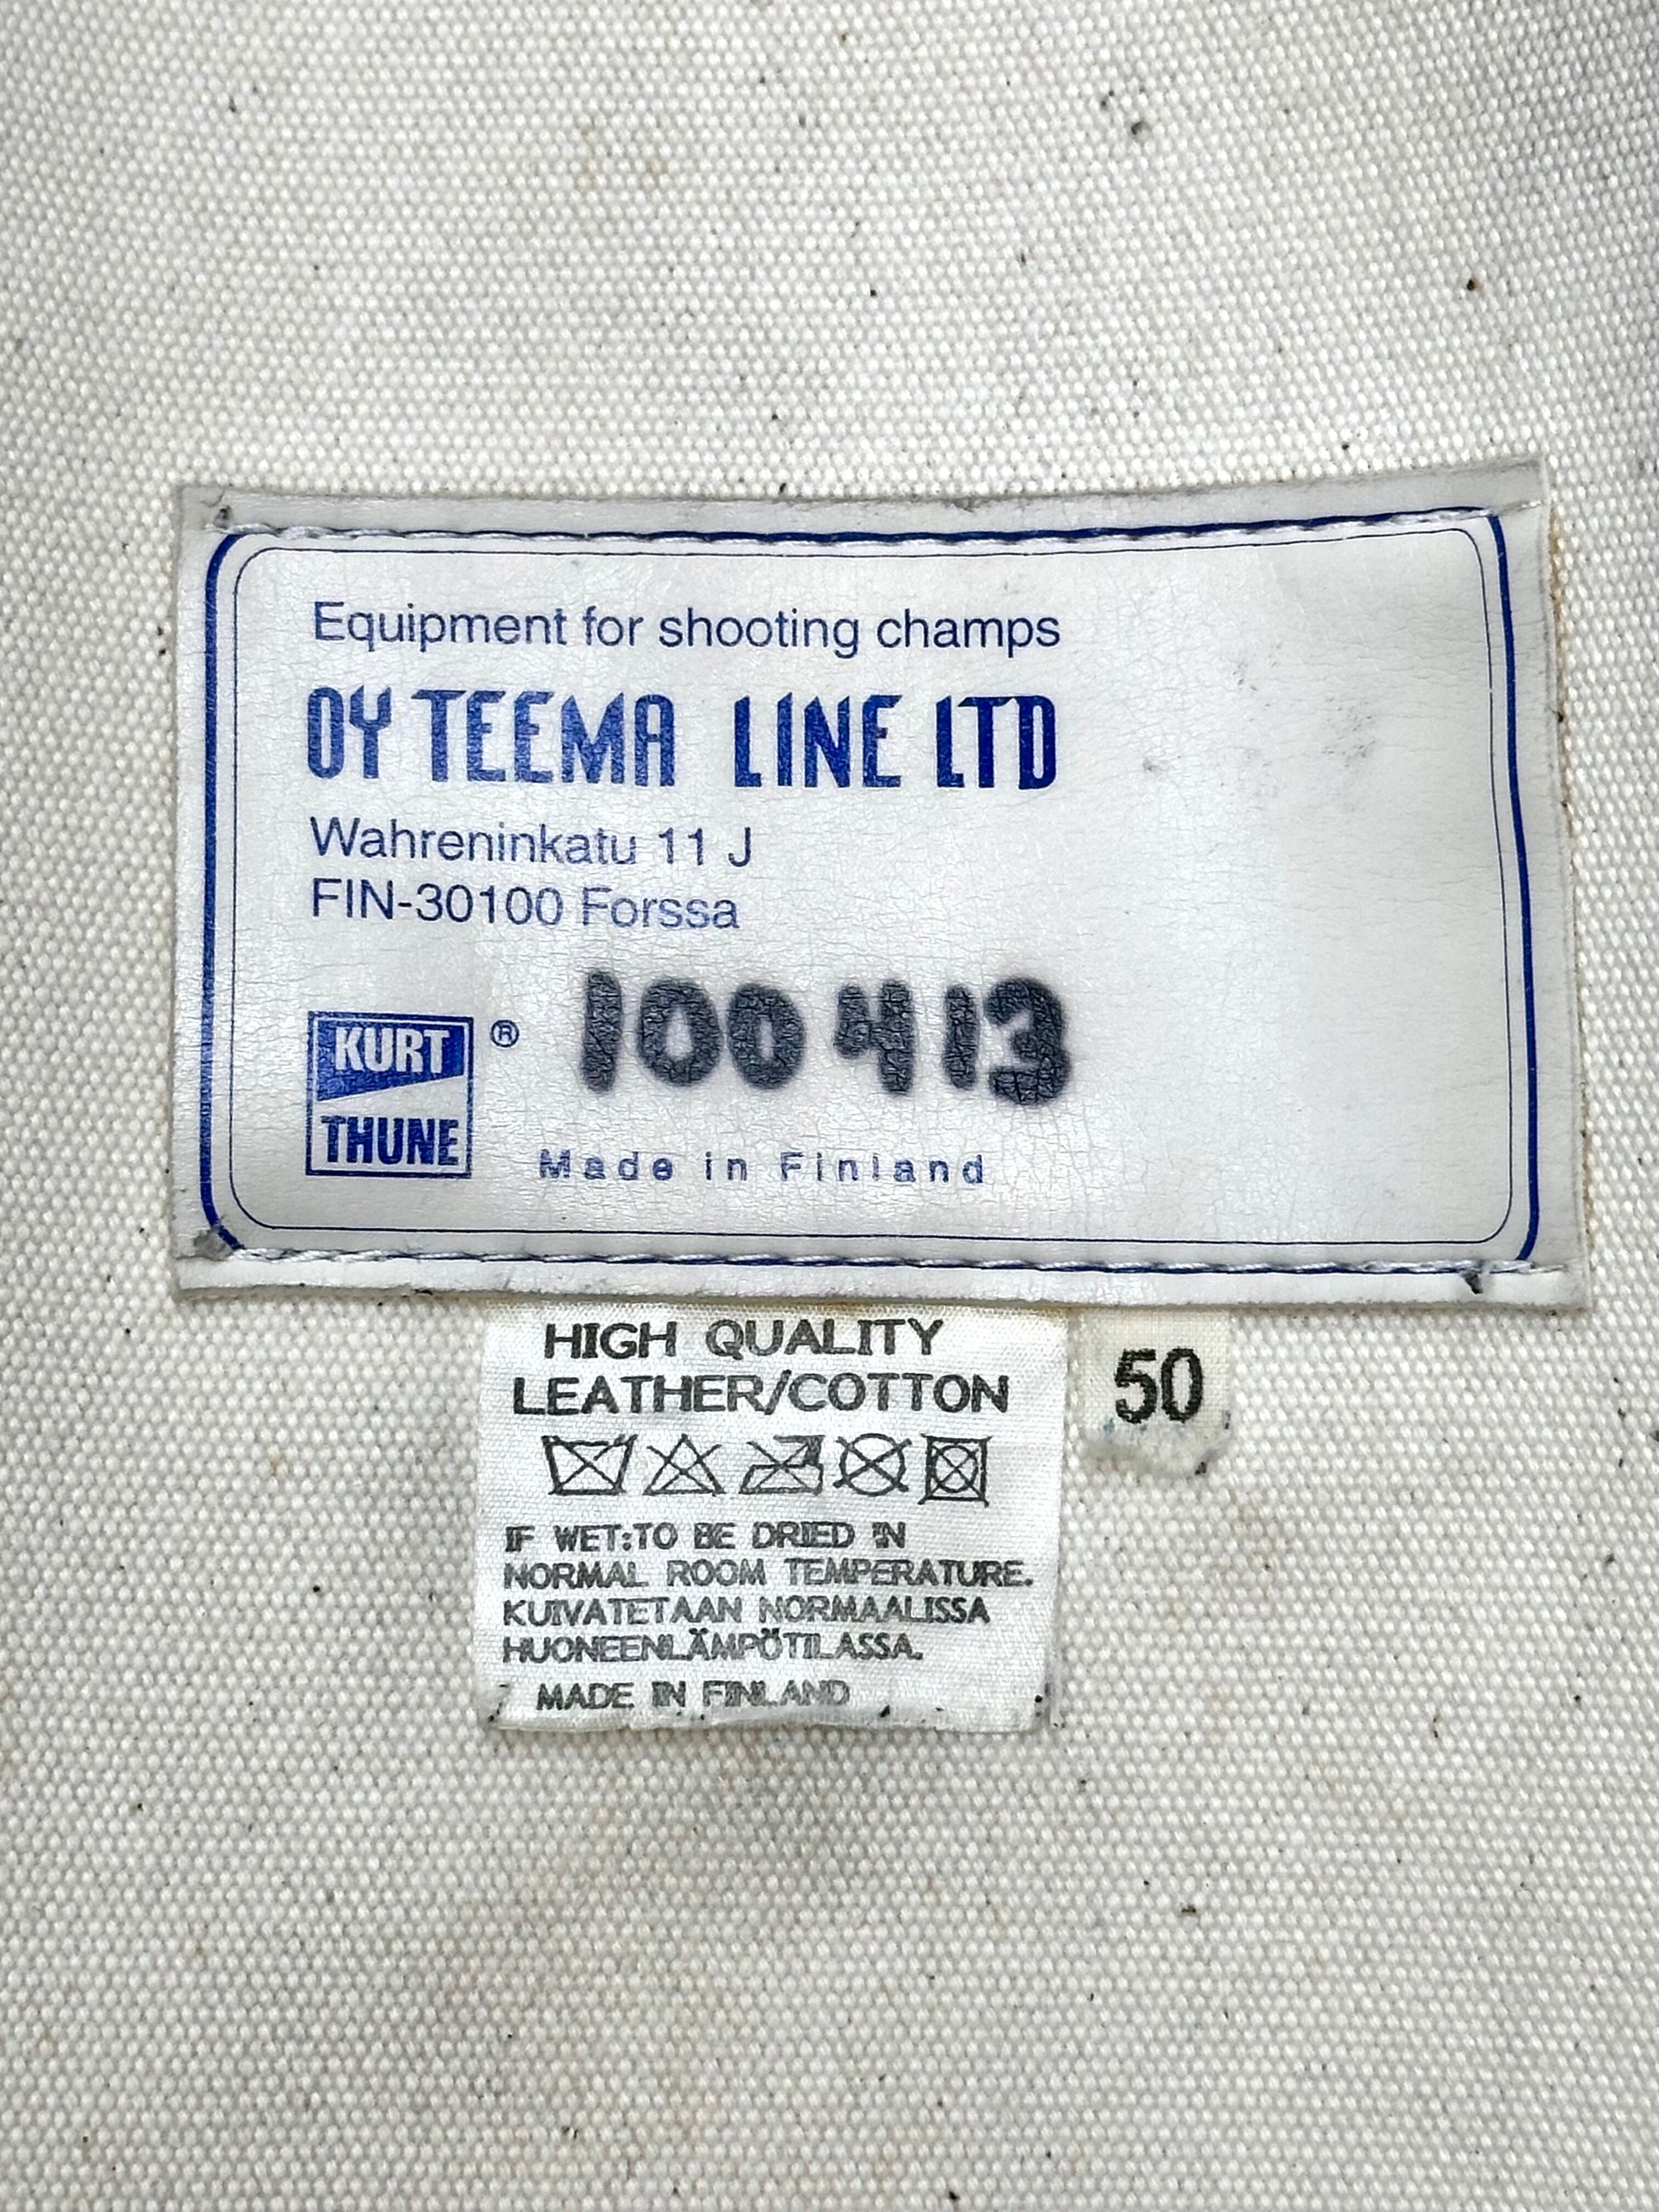 Equipment for shooting champs
OY TEEMA LINE LTD
Wahreninkatu 11 J
FIN-30100 Forssa
100413
KURT
THUNE
®
Made in Finland
HIGH QUALITY
LEATHER/COTTON
50
IF WET:TO BE DRIED IN
NORMAL ROOM TEMPERATURE.
KUIVATETAAN NORMAALISSA
HUONEENLÄMPÖTILASSA.
MADE IN FINLAND